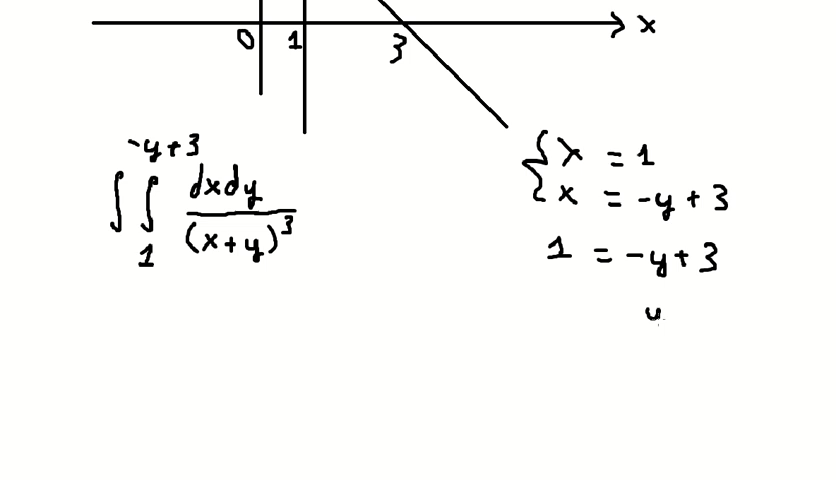 0 1 3 x
∫∫ -y+3 1 dxdy/(x+y)^3
{x = 1
x = -y + 3
1 = -y + 3